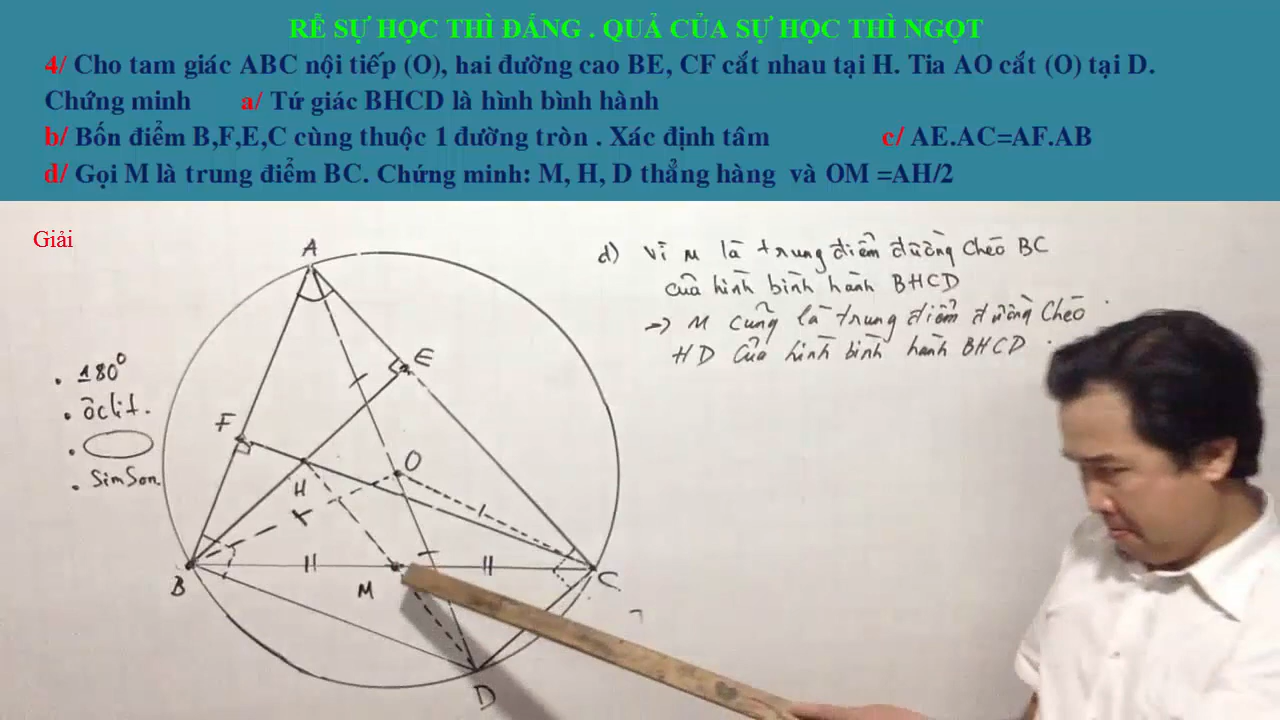 RỄ SỰ HỌC THÌ ĐẮNG . QUẢ CỦA SỰ HỌC THÌ NGỌT
4/ Cho tam giác ABC nội tiếp (O), hai đường cao BE, CF cắt nhau tại H. Tia AO cắt (O) tại D.
Chứng minh a/ Tứ giác BHCD là hình bình hành
b/ Bốn điểm B,F,E,C cùng thuộc 1 đường tròn . Xác định tâm c/ AE.AC=AF.AB
d/ Gọi M là trung điểm BC. Chứng minh: M, H, D thẳng hàng và OM =AH/2
Giải
d) Vì M là trung điểm đường chéo BC
của hình bình hành BHCD
=> M cũng là trung điểm đường chéo
HD của hình bình hành BHCD
. 180°
. Ơclit.
.
. SimSon.
A
E
F
O
H
B
M
C
D